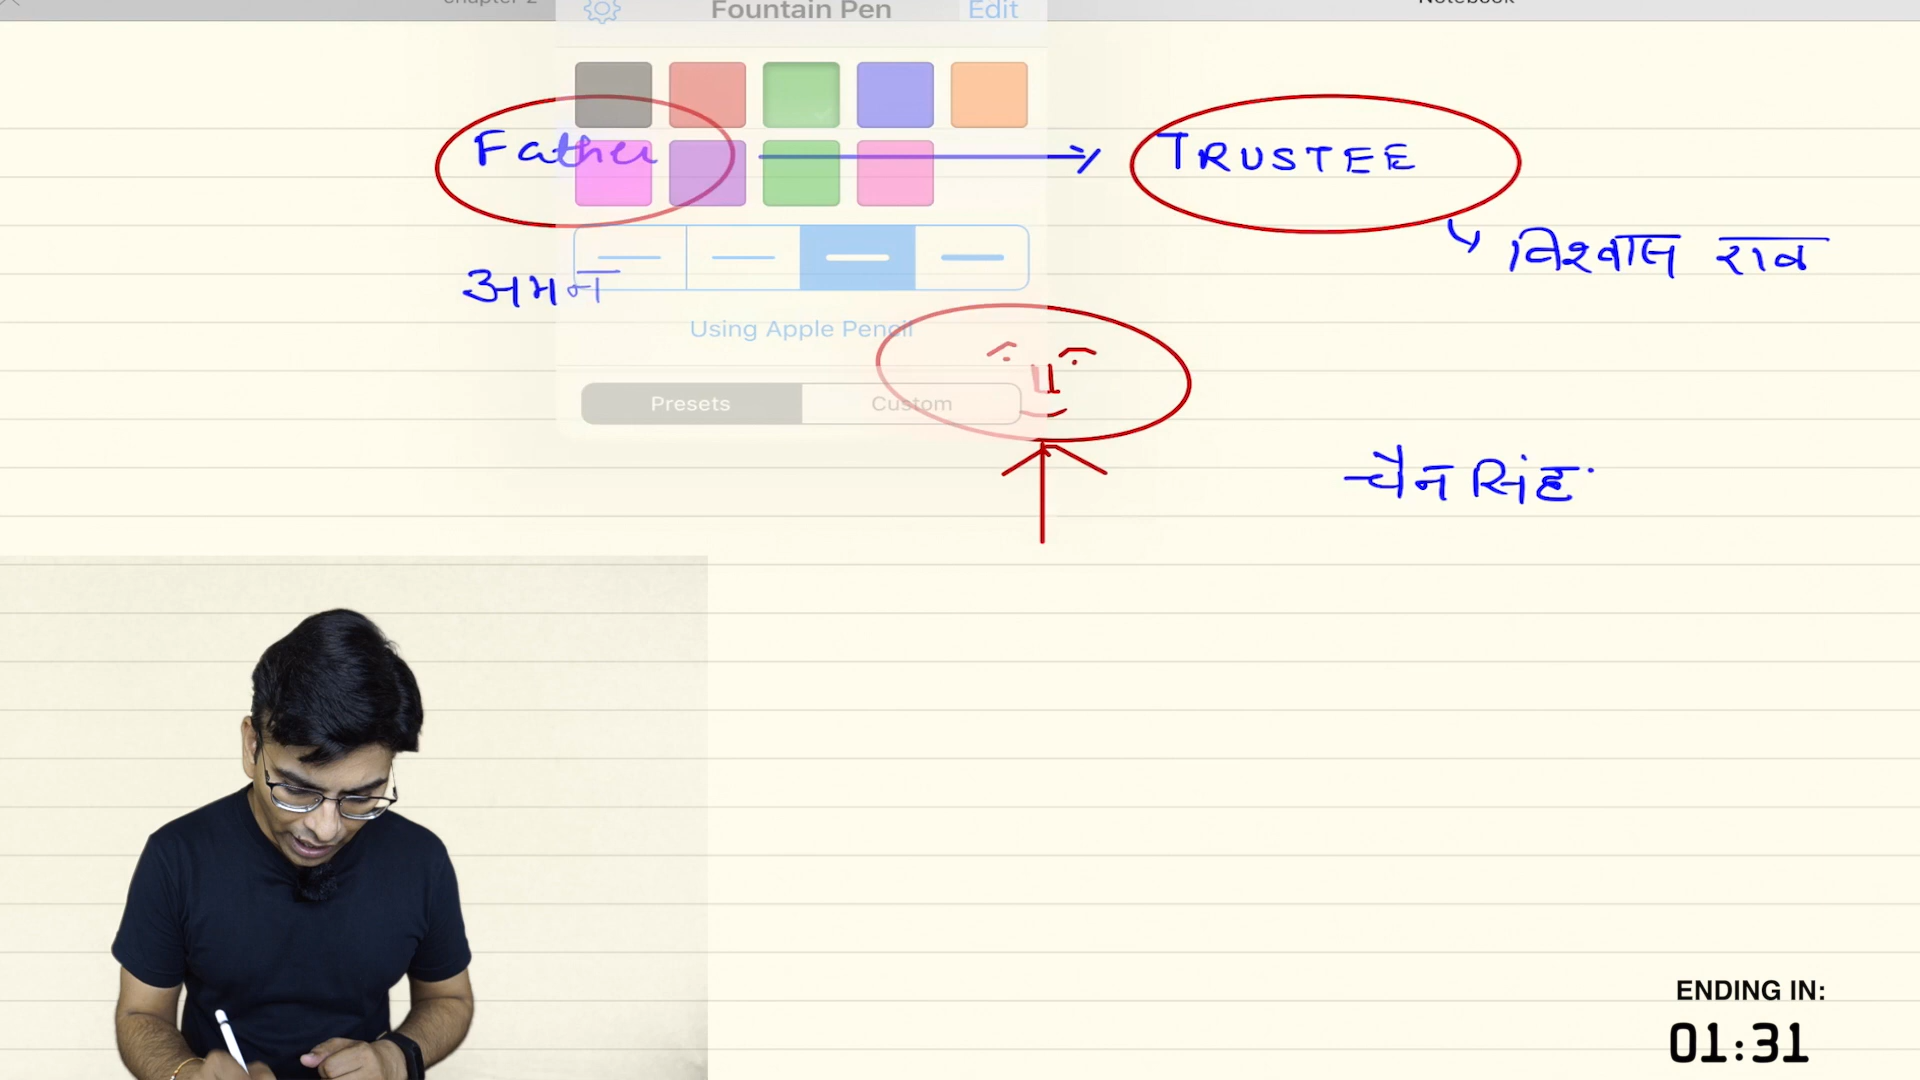 Fountain Pen Edit
Father → TRUSTEE
विश्वास राव
अमन
Using Apple Pencil
Presets Custom
चैन सिंह
ENDING IN:
01:31